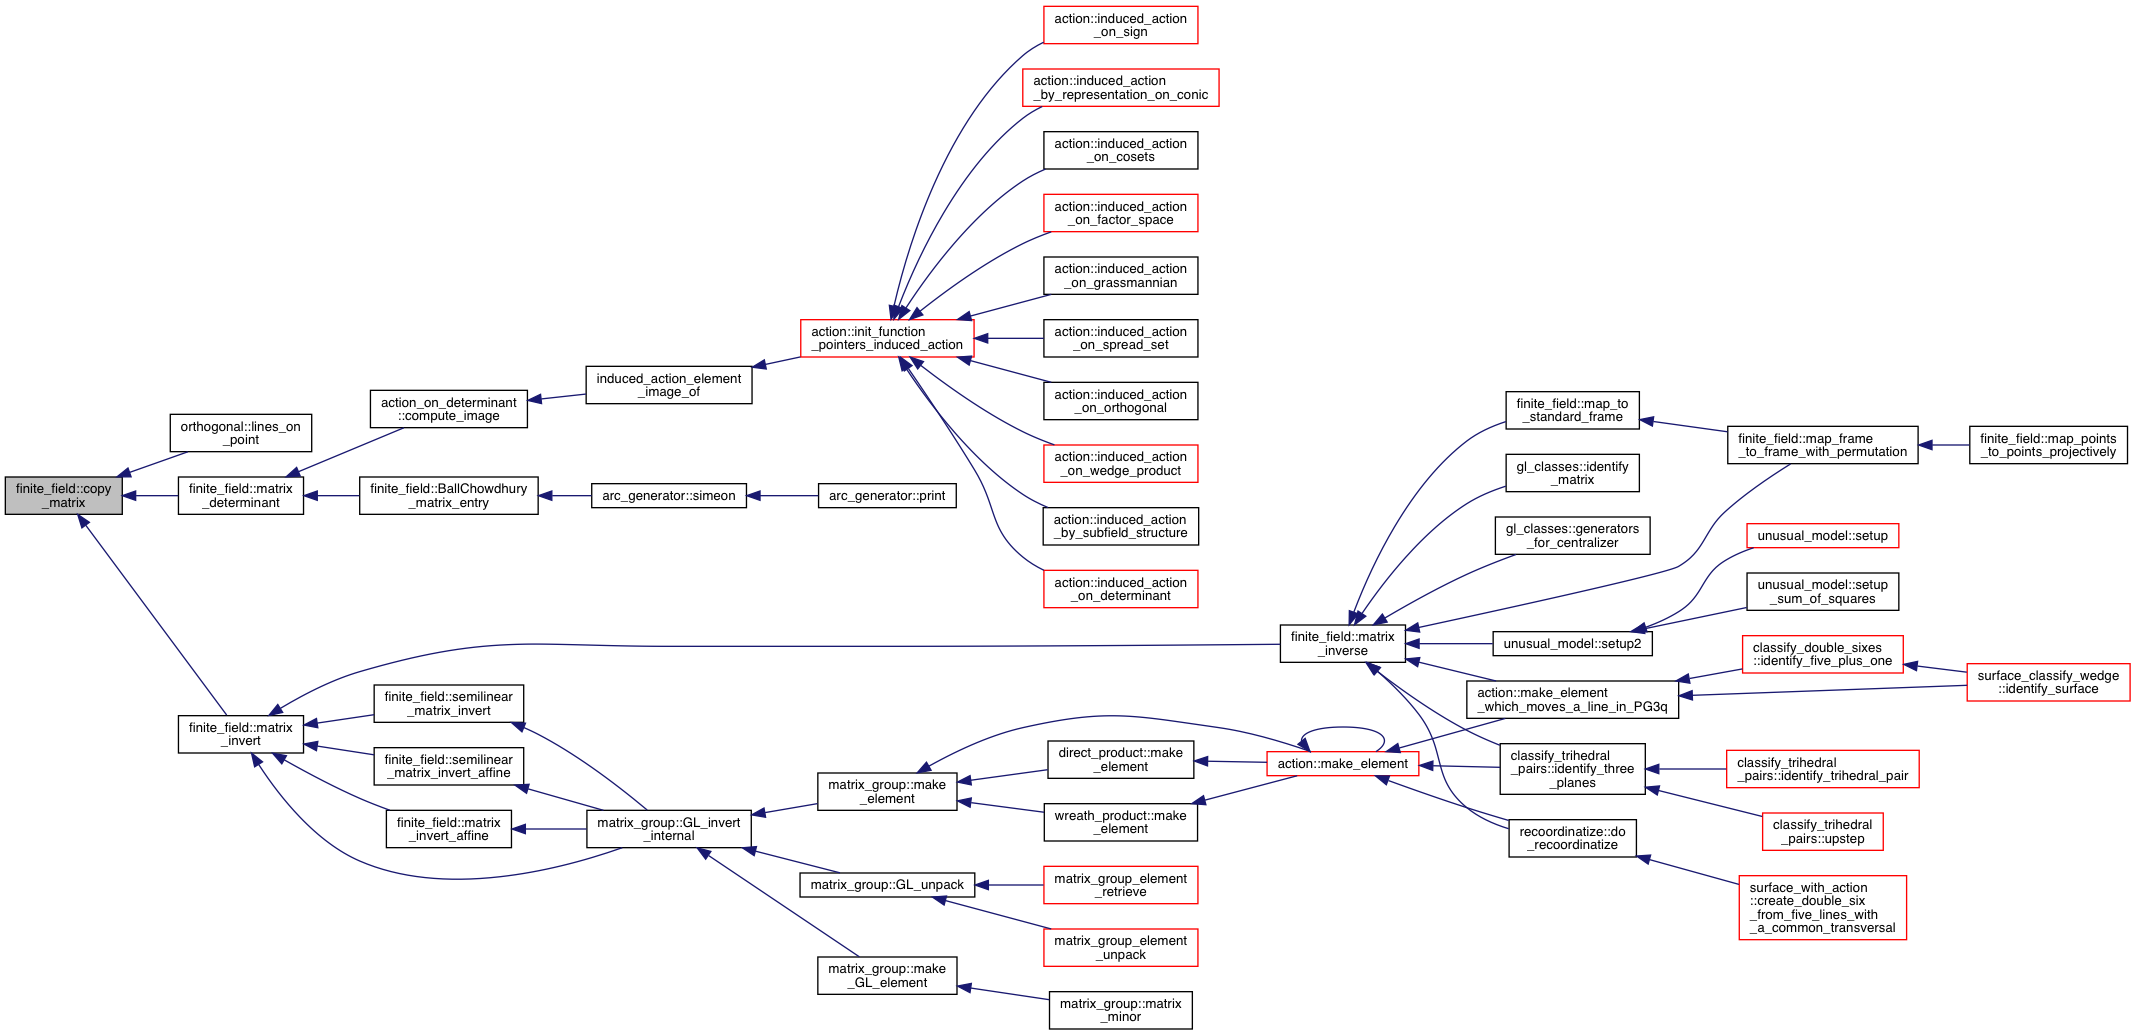 finite_field::copy
_matrix
orthogonal::lines_on
_point
finite_field::matrix
_determinant
finite_field::matrix
_invert
action_on_determinant
::compute_image
finite_field::BallChowdhury
_matrix_entry
finite_field::semilinear
_matrix_invert
finite_field::semilinear
_matrix_invert_affine
finite_field::matrix
_invert_affine
induced_action_element
_image_of
arc_generator::simeon
matrix_group::GL_invert
_internal
action::init_function
_pointers_induced_action
arc_generator::print
matrix_group::make
_element
matrix_group::GL_unpack
matrix_group::make
_GL_element
action::induced_action
_on_sign
action::induced_action
_by_representation_on_conic
action::induced_action
_on_cosets
action::induced_action
_on_factor_space
action::induced_action
_on_grassmannian
action::induced_action
_on_spread_set
action::induced_action
_on_orthogonal
action::induced_action
_on_wedge_product
action::induced_action
_by_subfield_structure
action::induced_action
_on_determinant
direct_product::make
_element
wreath_product::make
_element
matrix_group_element
_retrieve
matrix_group_element
_unpack
matrix_group::matrix
_minor
finite_field::matrix
_inverse
action::make_element
finite_field::map_to
_standard_frame
gl_classes::identify
_matrix
gl_classes::generators
_for_centralizer
unusual_model::setup2
action::make_element
_which_moves_a_line_in_PG3q
classify_trihedral
_pairs::identify_three
_planes
recoordinatize::do
_recoordinatize
finite_field::map_frame
_to_frame_with_permutation
unusual_model::setup
unusual_model::setup
_sum_of_squares
classify_double_sixes
::identify_five_plus_one
classify_trihedral
_pairs::identify_trihedral_pair
classify_trihedral
_pairs::upstep
surface_with_action
::create_double_six
_from_five_lines_with
_a_common_transversal
finite_field::map_points
_to_points_projectively
surface_classify_wedge
::identify_surface